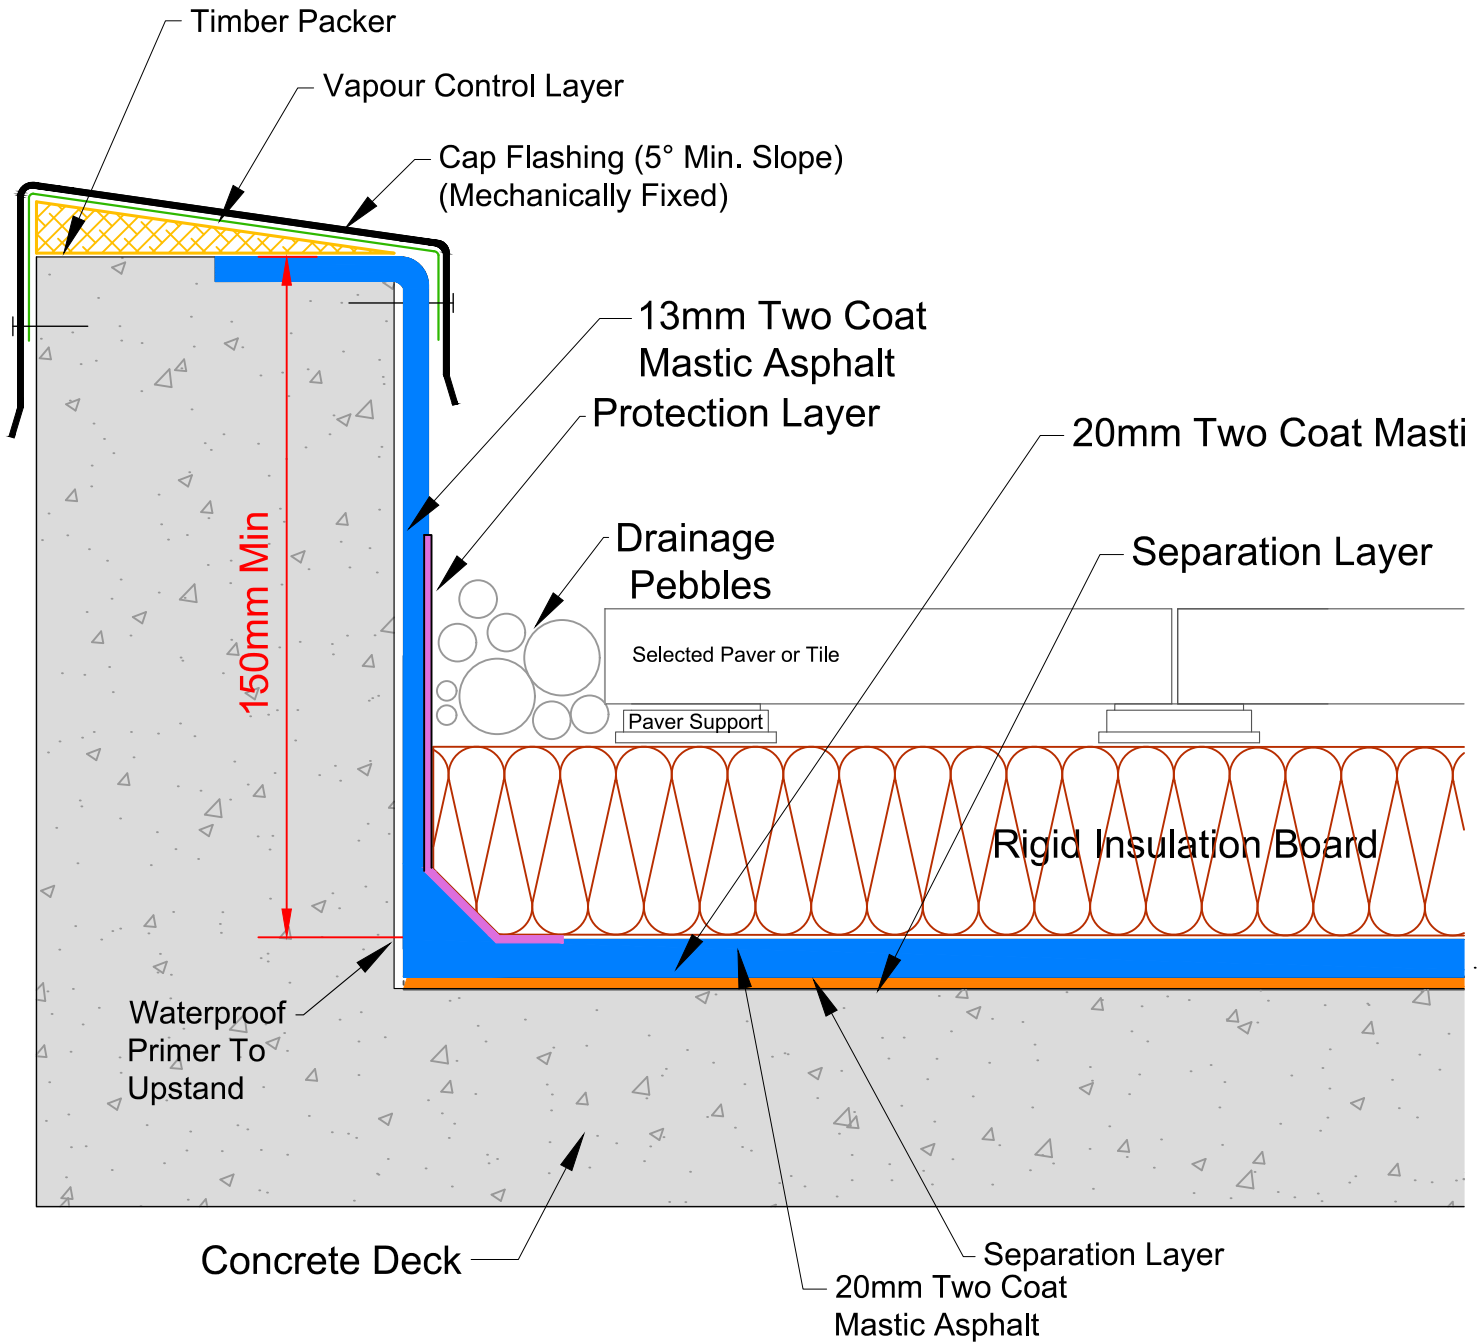 Timber Packer
Vapour Control Layer
Cap Flashing (5° Min. Slope)
(Mechanically Fixed)
13mm Two Coat
Mastic Asphalt
Protection Layer
20mm Two Coat Masti
Drainage
Pebbles
Separation Layer
150mm Min
Selected Paver or Tile
Paver Support
Rigid Insulation Board
Waterproof
Primer To
Upstand
Concrete Deck
Separation Layer
20mm Two Coat
Mastic Asphalt